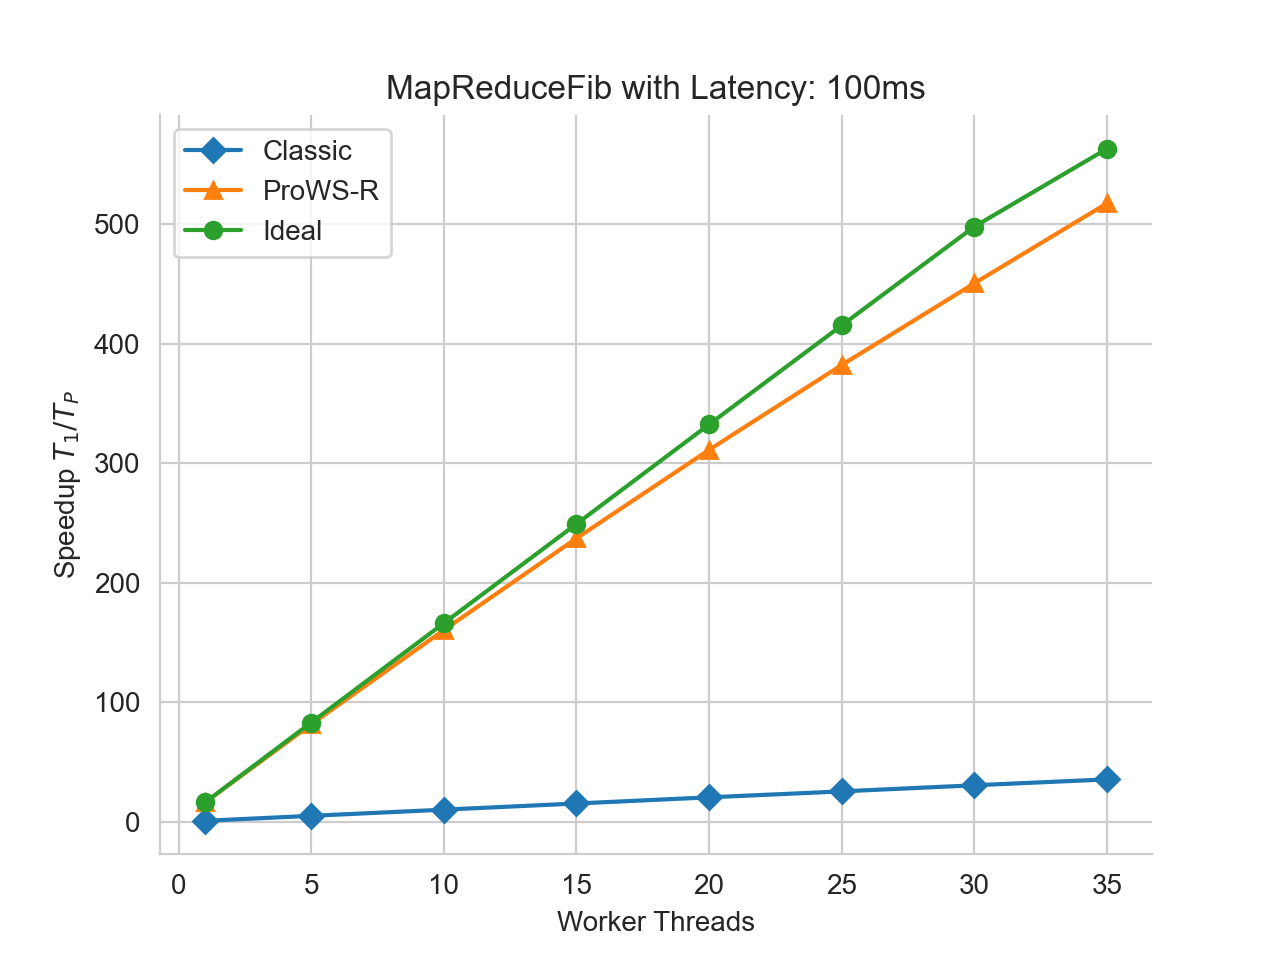 MapReduceFib with Latency: 100ms
Classic
ProWS-R
Ideal
500
400
300
200
100
0
Speedup T₁/T_P
0 5 10 15 20 25 30 35
Worker Threads